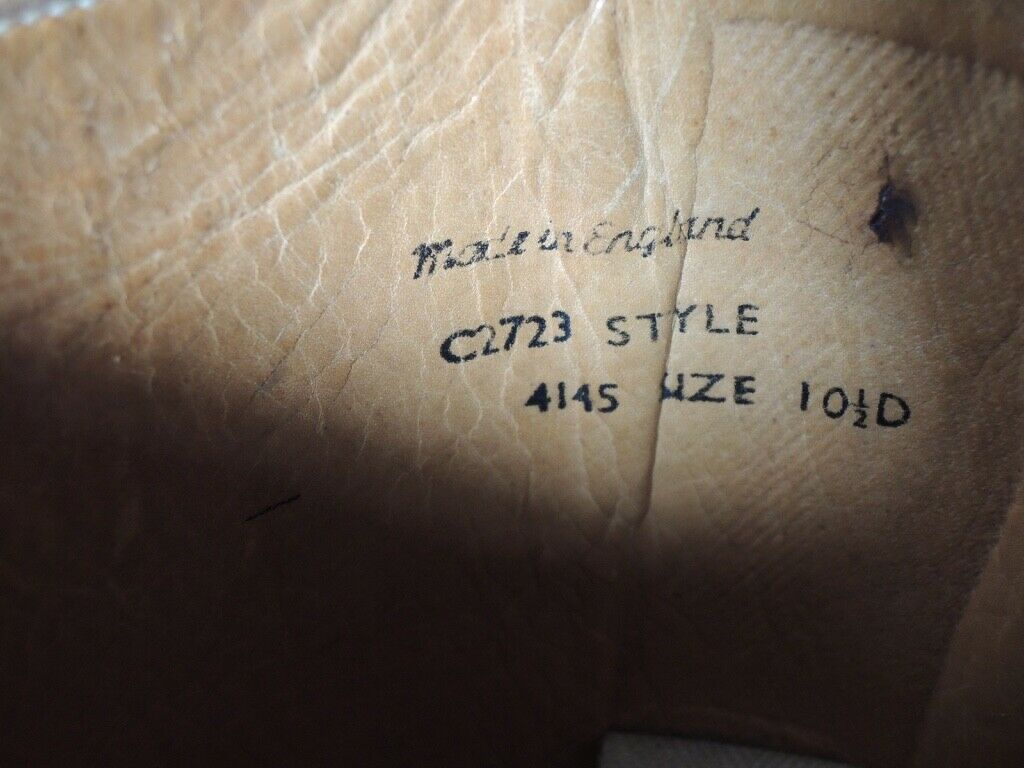 Made in England
C2723 STYLE
4145 SIZE 10½D